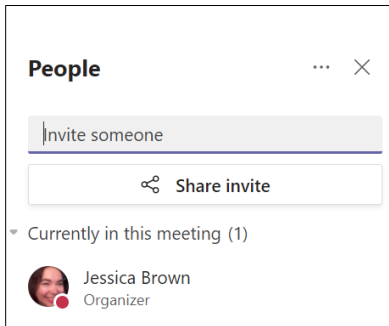 People
Invite someone
Share invite
Currently in this meeting (1)
Jessica Brown
Organizer